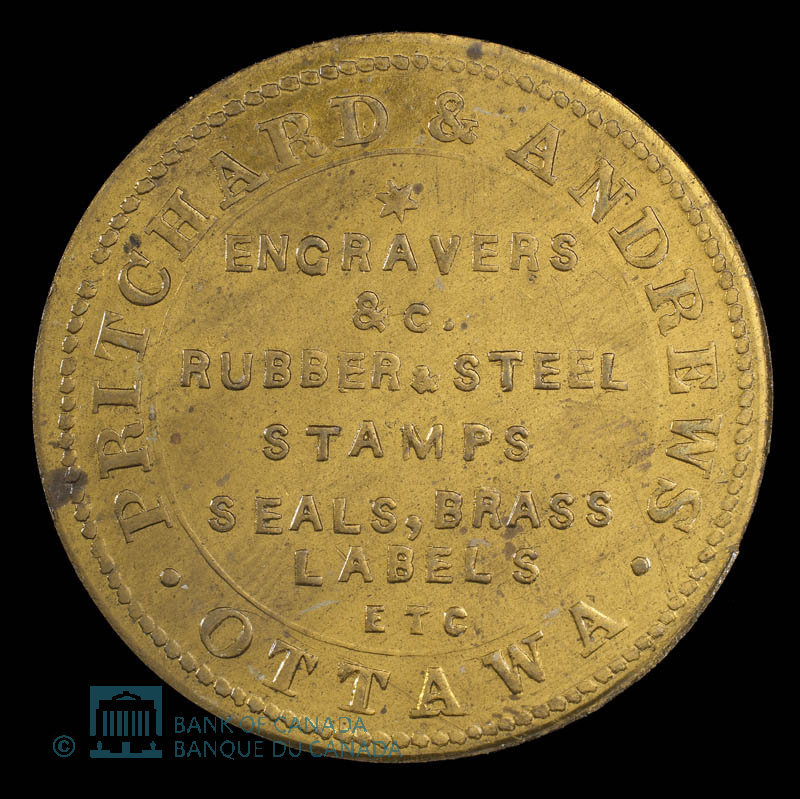 PRITCHARD & ANDREWS
ENGRAVERS
& C.
RUBBER & STEEL
STAMPS
SEALS, BRASS
LABELS
ETC
• OTTAWA •
© BANK OF CANADA
BANQUE DU CANADA